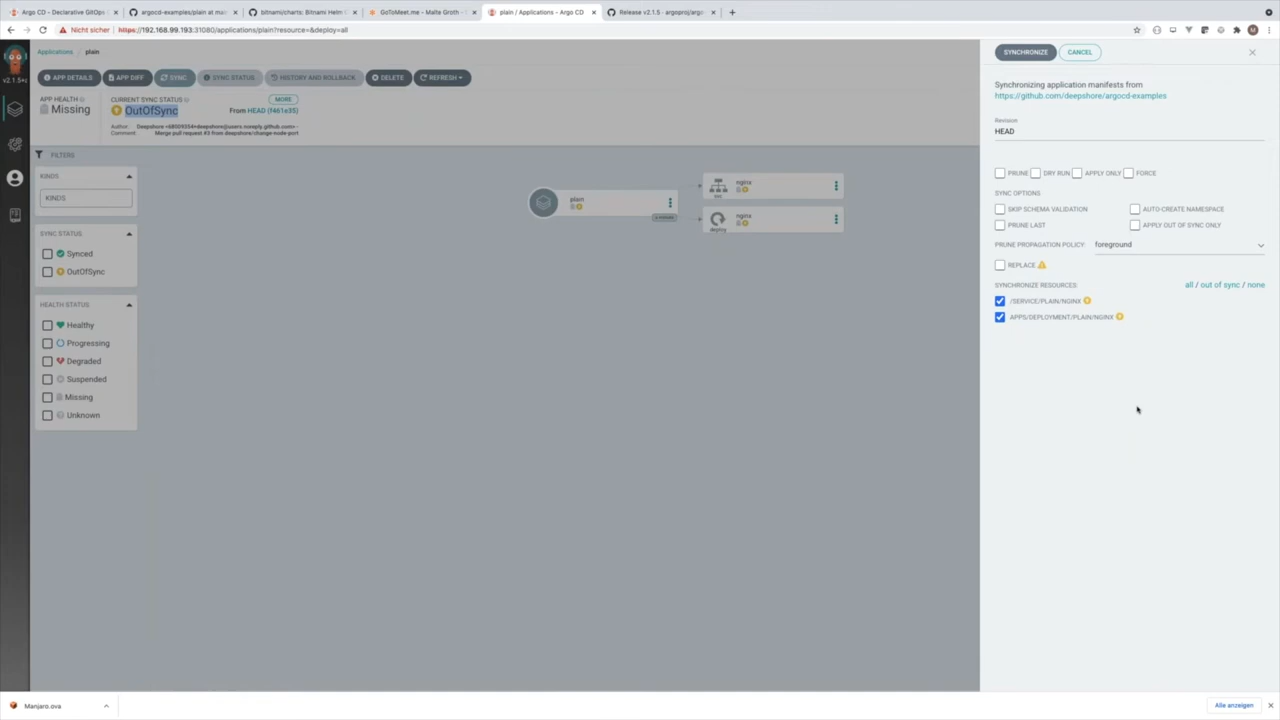 Argo CD - Declarative GitOps
argocd-examples/plain at ma
bitnami/charts: Bitnami Helm C
GoToMeet.me - Malte Groth -
plain / Applications - Argo CD
Release v2.1.5 · argoproj/argo
Nicht sicher
https://192.168.99.193:31080/applications/plain?resource=&deploy=all
Applications / plain
v2.1.5+c
APP DETAILS
APP DIFF
SYNC
SYNC STATUS
HISTORY AND ROLLBACK
DELETE
REFRESH
APP HEALTH
Missing
CURRENT SYNC STATUS
MORE
OutOfSync
From HEAD (f461e35)
Author:
Comment: Merge pull request #3 from deepshore/change-node-port
FILTERS
KINDS
KINDS
SYNC STATUS
Synced
OutOfSync
HEALTH STATUS
Healthy
Progressing
Degraded
Suspended
Missing
Unknown
plain
nginx
svc
nginx
deploy
SYNCHRONIZE
CANCEL
Synchronizing application manifests from
https://github.com/deepshore/argocd-examples
Revision
HEAD
PRUNE DRY RUN APPLY ONLY FORCE
SYNC OPTIONS
SKIP SCHEMA VALIDATION
AUTO-CREATE NAMESPACE
PRUNE LAST
APPLY OUT OF SYNC ONLY
PRUNE PROPAGATION POLICY:
foreground
REPLACE
SYNCHRONIZE RESOURCES:
all / out of sync / none
/SERVICE/PLAIN/NGINX
APPS/DEPLOYMENT/PLAIN/NGINX
Manjaro.ova
Alle anzeigen